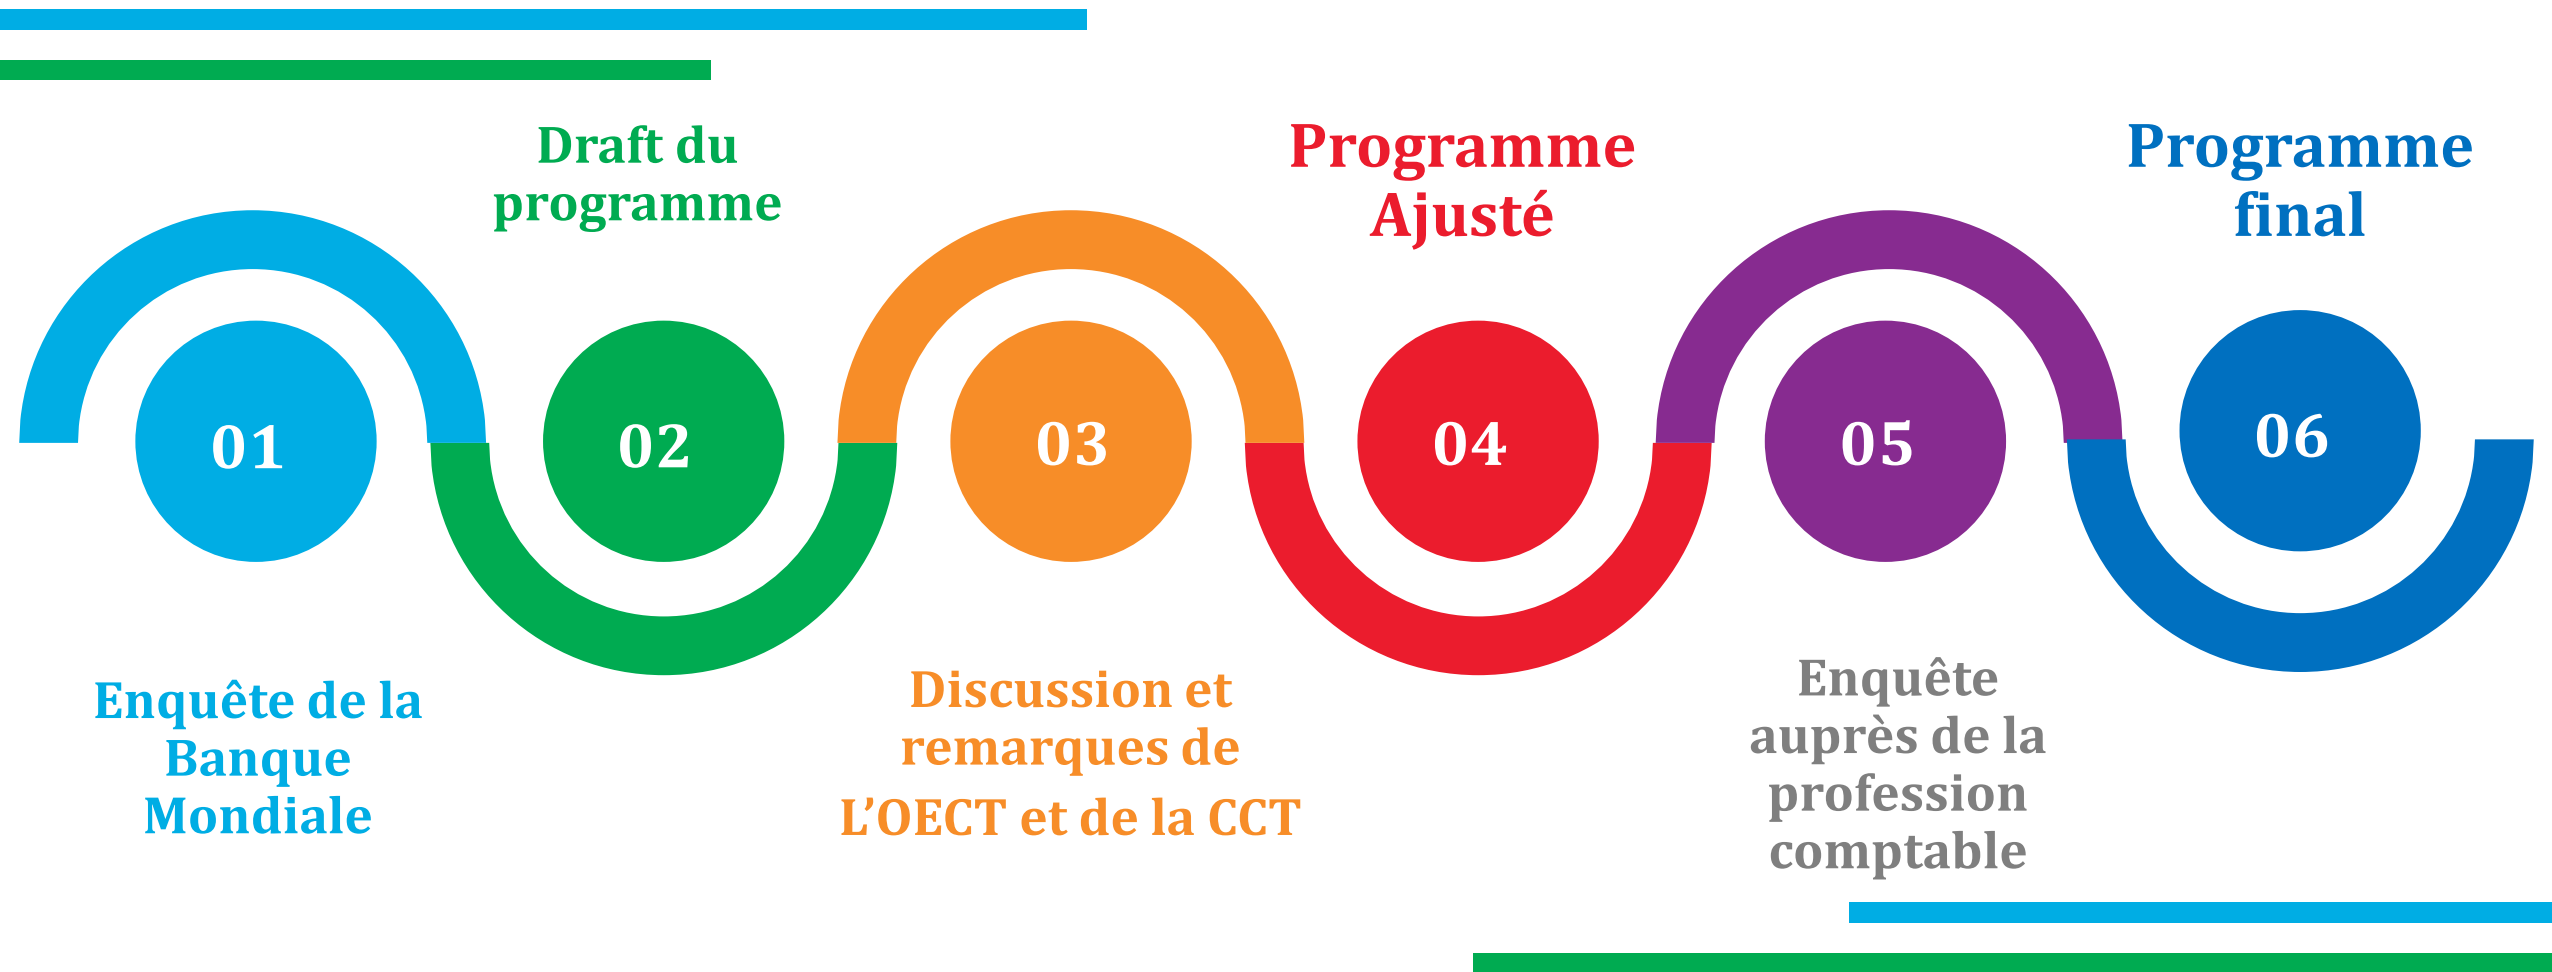 01
Enquête de la
Banque
Mondiale
Draft du
programme
02
03
Discussion et
remarques de
L’OECT et de la CCT
Programme
Ajusté
04
05
Enquête
auprès de la
profession
comptable
Programme
final
06